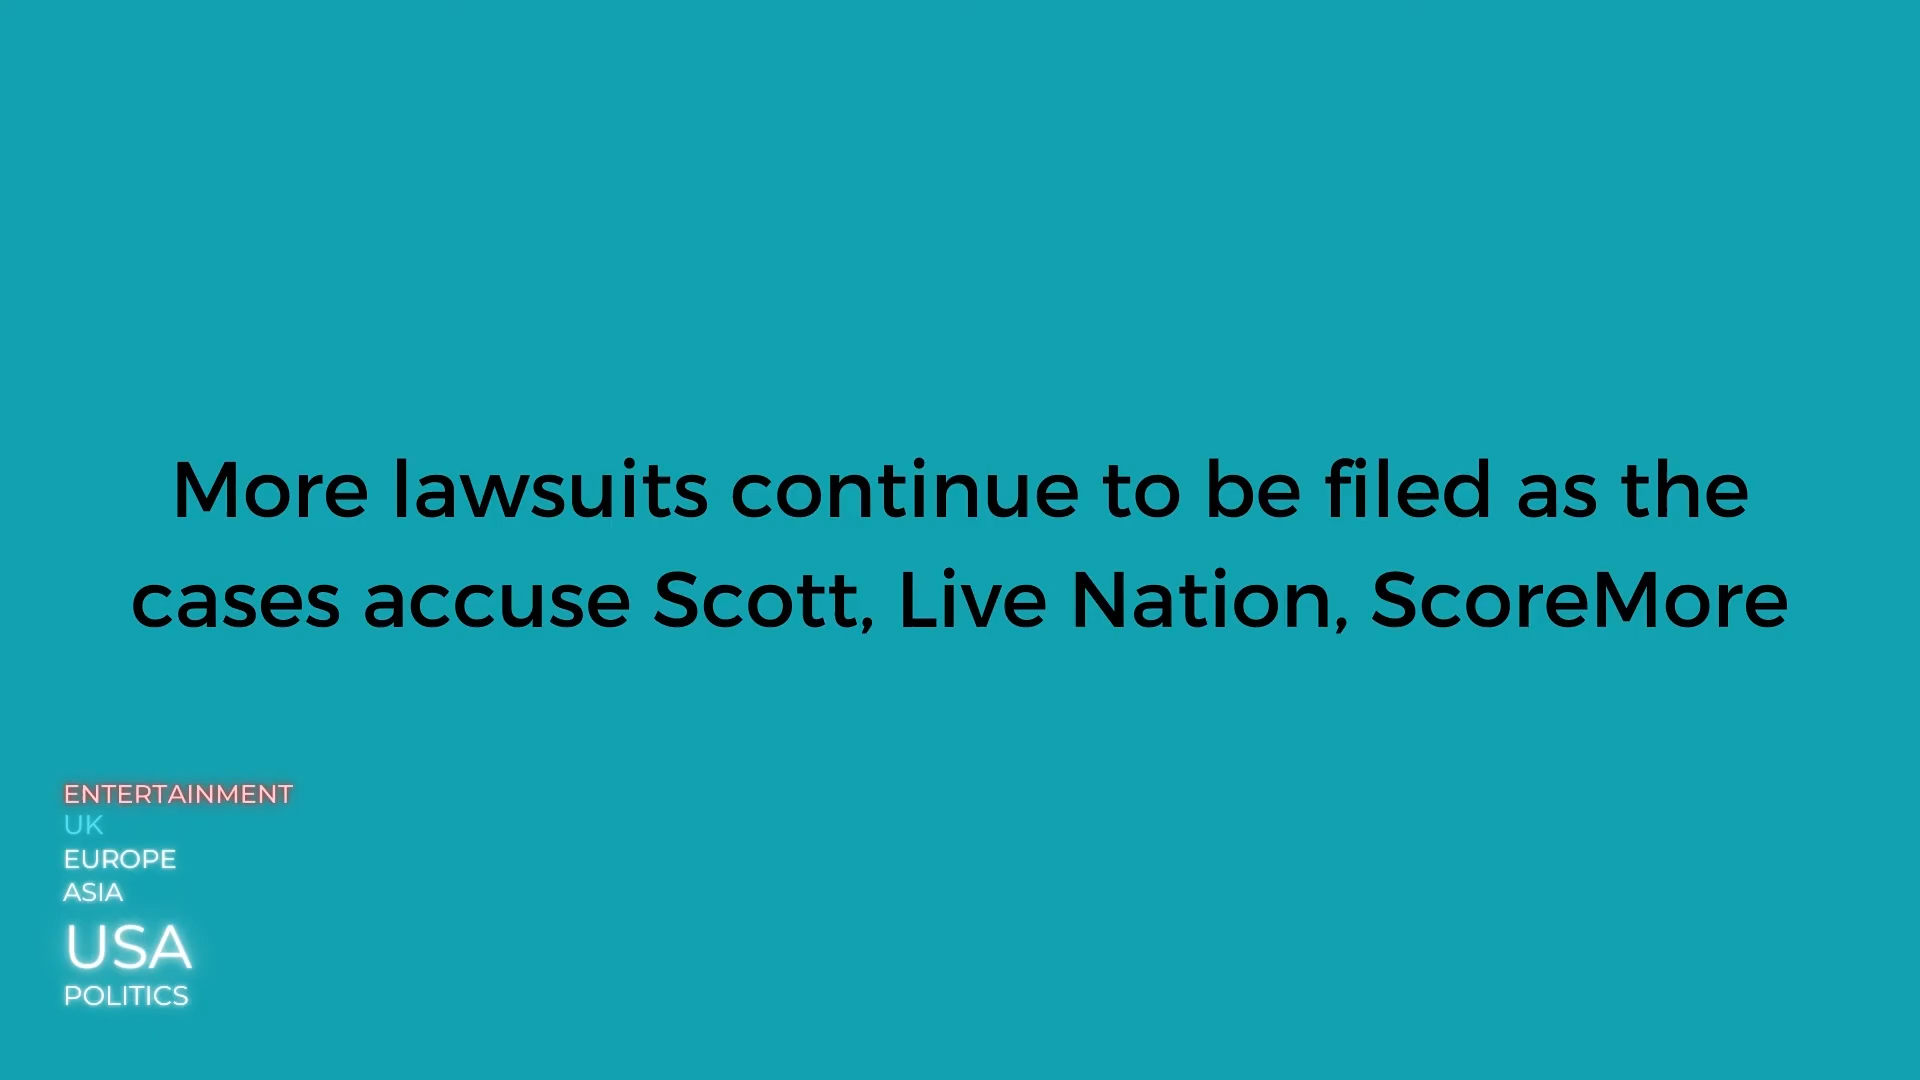 More lawsuits continue to be filed as the
cases accuse Scott, Live Nation, ScoreMore
ENTERTAINMENT
UK
EUROPE
ASIA
USA
POLITICS